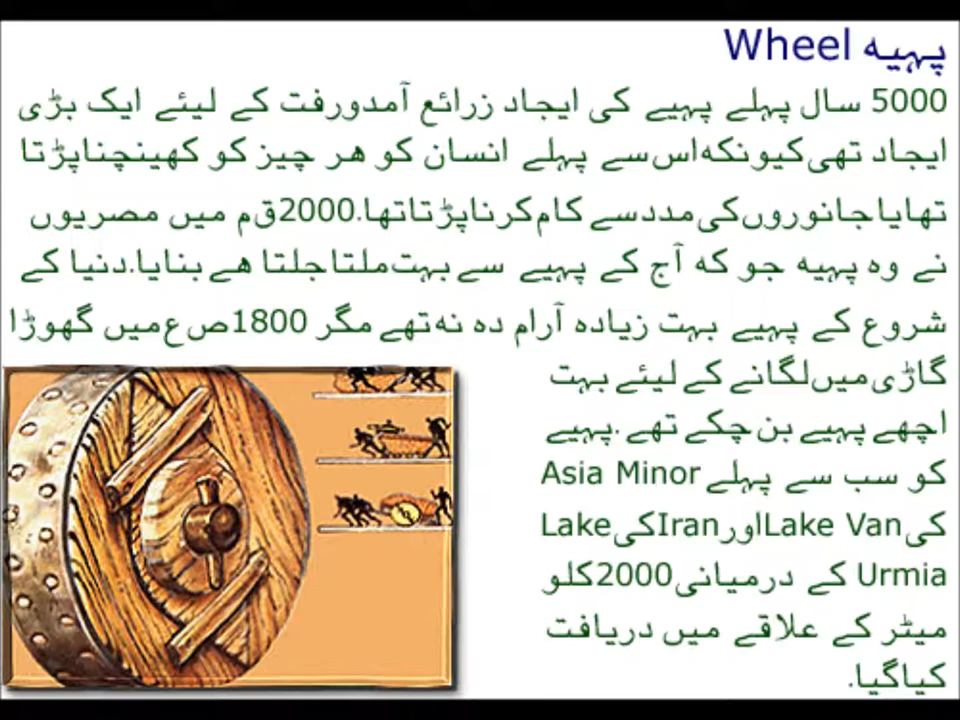 پہیہ Wheel
5000 سال پہلے پہیے کی ایجاد زرائع آمدورفت کے لیئے ایک بڑی
ایجاد تھی کیونکہ اس سے پہلے انسان کو ھر چیز کو کھینچنا پڑتا
تھا یا جانوروں کی مدد سے کام کرنا پڑتا تھا. 2000 ق م میں مصریوں
نے وہ پہیہ جو کہ آج کے پہیے سے بہت ملتا جلتا ھے بنایا. دنیا کے
شروع کے پہیے بہت زیادہ آرام دہ نہ تھے مگر 1800 ص ع میں گھوڑا
گاڑی میں لگانے کے لیئے بہت
اچھے پہیے بن چکے تھے. پہیے
کو سب سے پہلے Asia Minor
کی Lake Van اور Iran کی Lake
Urmia کے درمیانی 2000 کلو
میٹر کے علاقے میں دریافت
کیا گیا.